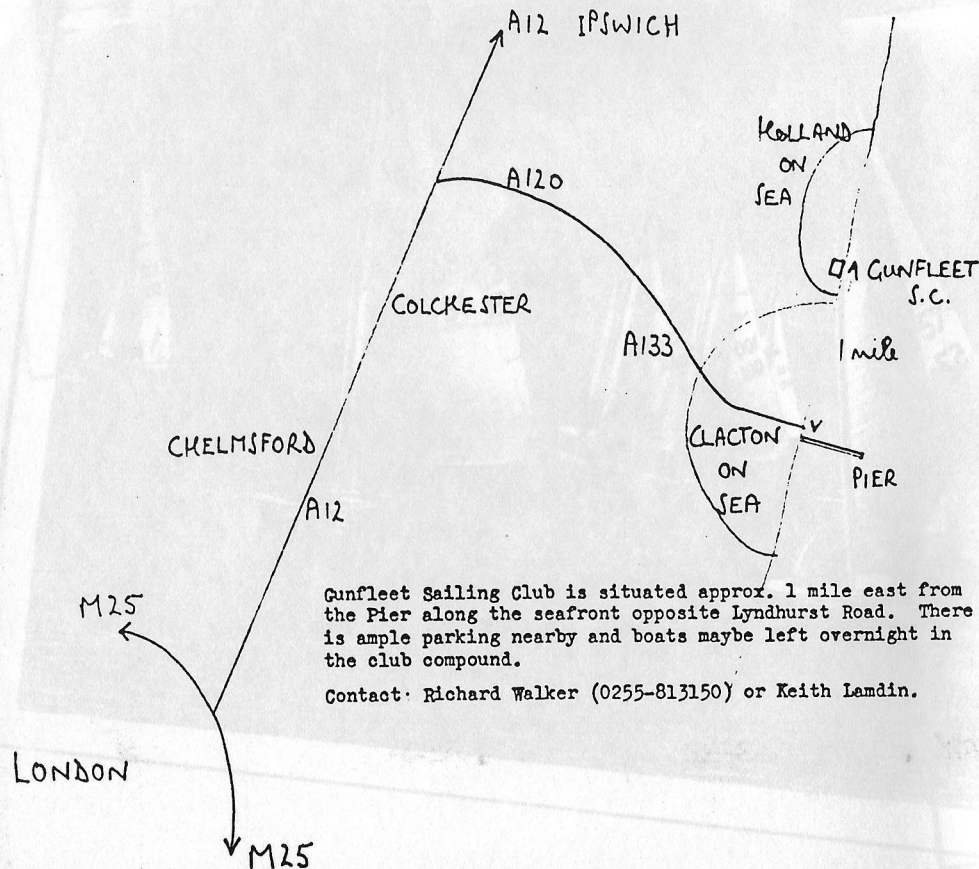 A12 IPSWICH
HOLLAND
ON
SEA
A120
GUNFLEET
S.C.
COLCHESTER
A133
1 mile
CHELMSFORD
CLACTON
ON
SEA
PIER
A12
Gunfleet Sailing Club is situated approx. 1 mile east from
the Pier along the seafront opposite Lyndhurst Road. There
is ample parking nearby and boats maybe left overnight in
the club compound.
M25
Contact: Richard Walker (0255-813150) or Keith Lamdin.
LONDON
M25